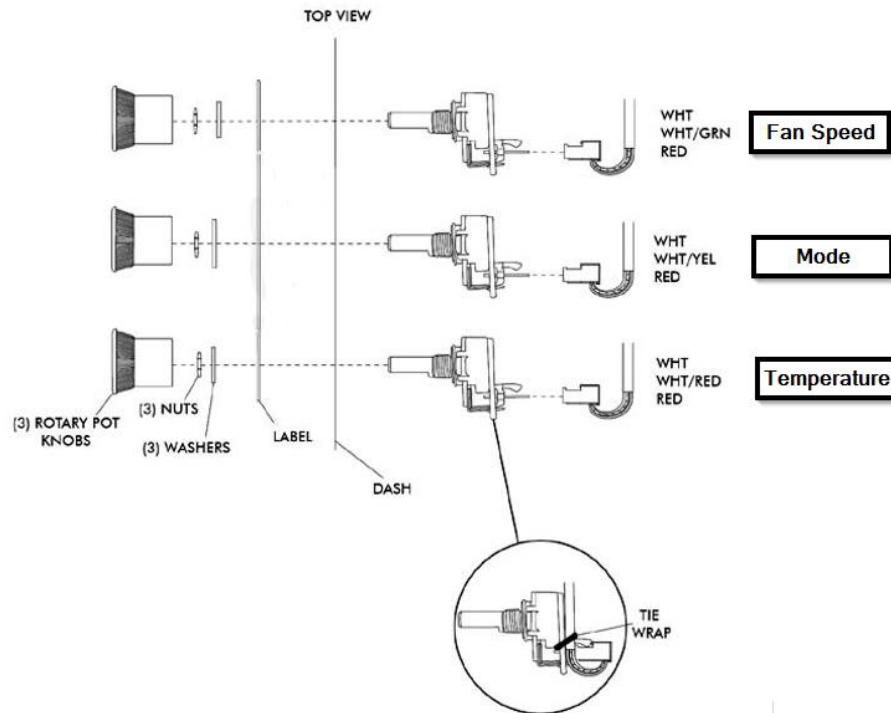 TOP VIEW
WHT
WHT/GRN
RED
Fan Speed
WHT
WHT/YEL
RED
Mode
WHT
WHT/RED
RED
Temperature
(3) ROTARY POT
KNOBS
(3) NUTS
(3) WASHERS
LABEL
DASH
TIE
WRAP